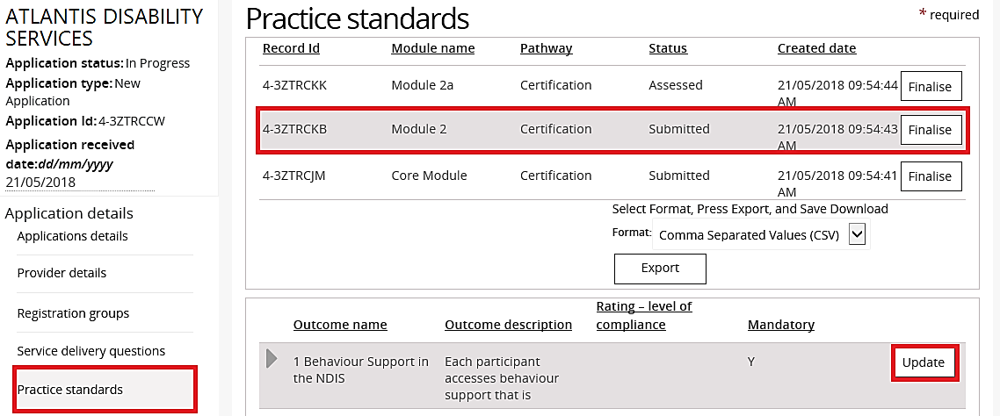 ATLANTIS DISABILITY
SERVICES
Application status: In Progress
Application type: New
Application
Application Id: 4-3ZTRCCW
Application received
date:dd/mm/yyyy
21/05/2018
Application details
Applications details
Provider details
Registration groups
Service delivery questions
Practice standards
Practice standards
* required
Record Id Module name Pathway Status Created date
4-3ZTRCKK Module 2a Certification Assessed 21/05/2018 09:54:44 Finalise
AM
4-3ZTRCKB Module 2 Certification Submitted 21/05/2018 09:54:43 Finalise
AM
4-3ZTRCJM Core Module Certification Submitted 21/05/2018 09:54:41 Finalise
AM
Select Format, Press Export, and Save Download
Format: Comma Separated Values (CSV)
Export
Rating – level of
Outcome name Outcome description compliance Mandatory
1 Behaviour Support in Each participant Y Update
the NDIS accesses behaviour
support that is